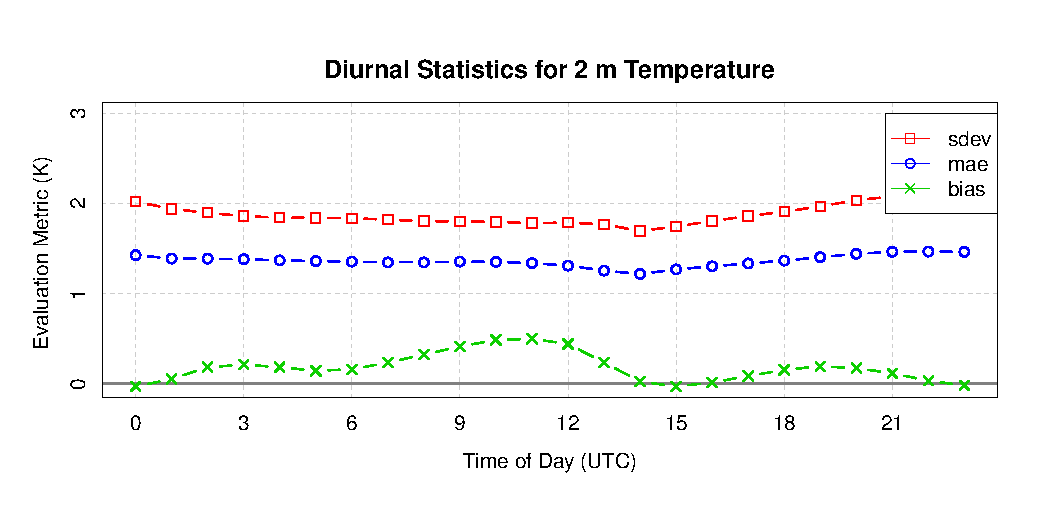 Diurnal Statistics for 2 m Temperature
Evaluation Metric (K)
3
2
1
0
sdev
mae
bias
0 3 6 9 12 15 18 21
Time of Day (UTC)